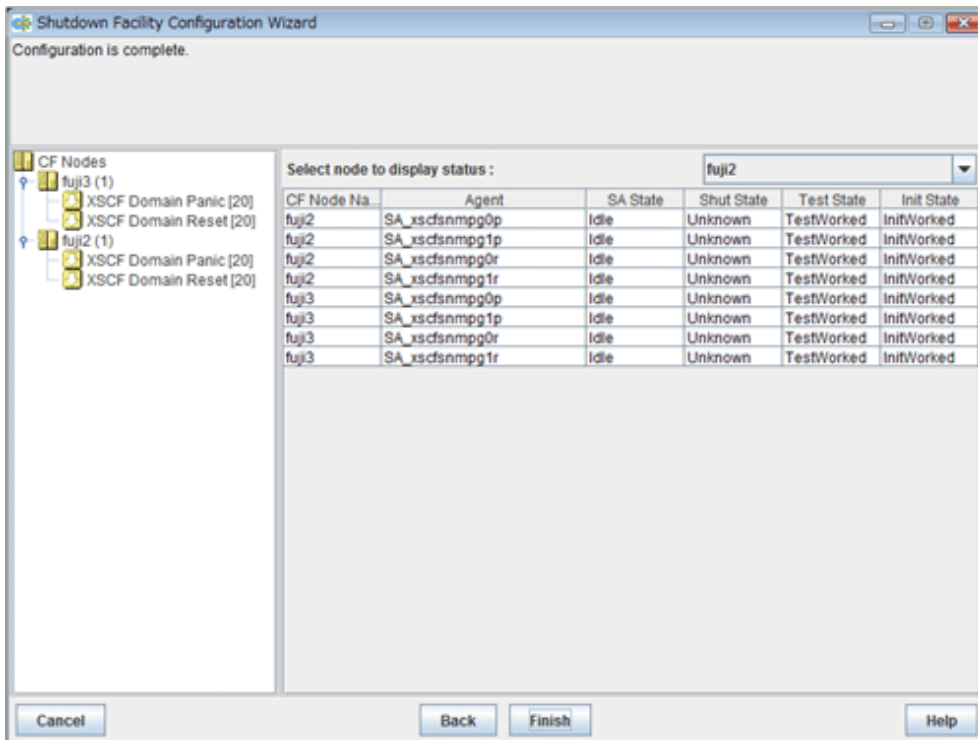 Shutdown Facility Configuration Wizard
Configuration is complete.
CF Nodes
fuji3 (1)
XSCF Domain Panic [20]
XSCF Domain Reset [20]
fuji2 (1)
XSCF Domain Panic [20]
XSCF Domain Reset [20]
Select node to display status : fuji2
CF Node Na... Agent SA State Shut State Test State Init State
fuji2 SA_xscfsnmpg0p Idle Unknown TestWorked InitWorked
fuji2 SA_xscfsnmpg1p Idle Unknown TestWorked InitWorked
fuji2 SA_xscfsnmpg0r Idle Unknown TestWorked InitWorked
fuji2 SA_xscfsnmpg1r Idle Unknown TestWorked InitWorked
fuji3 SA_xscfsnmpg0p Idle Unknown TestWorked InitWorked
fuji3 SA_xscfsnmpg1p Idle Unknown TestWorked InitWorked
fuji3 SA_xscfsnmpg0r Idle Unknown TestWorked InitWorked
fuji3 SA_xscfsnmpg1r Idle Unknown TestWorked InitWorked
Cancel Back Finish Help